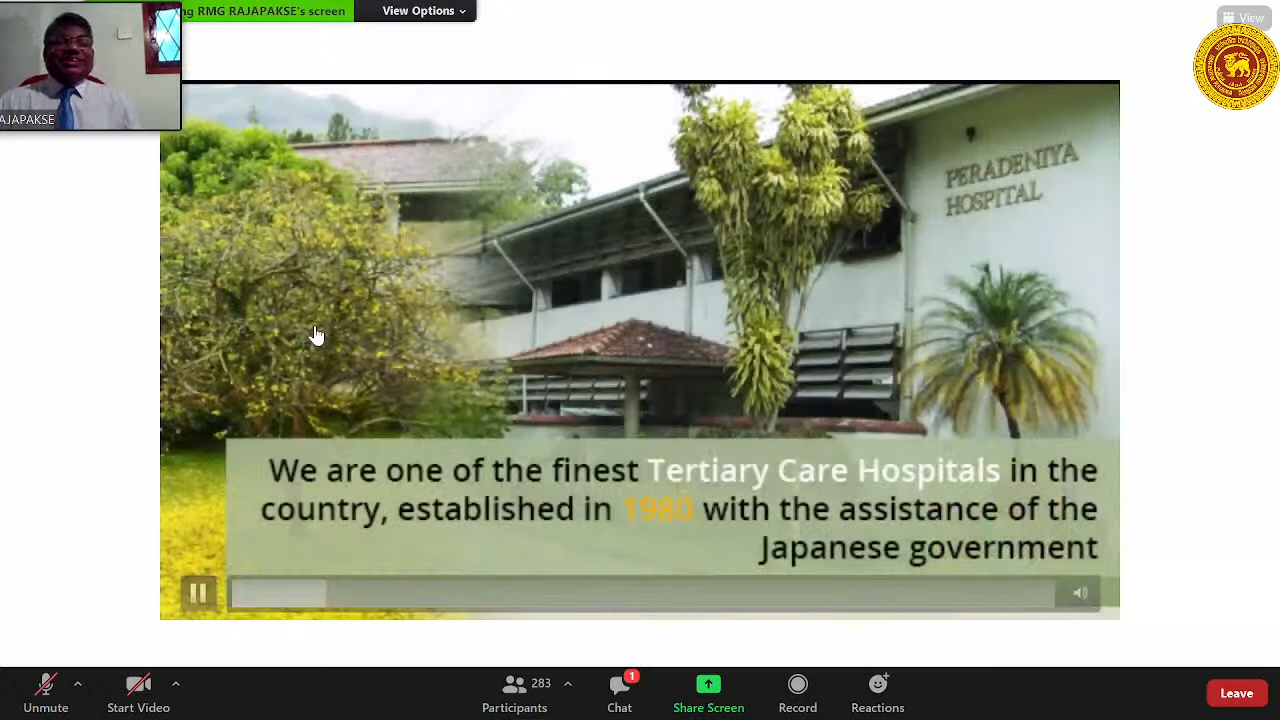 ng RMG RAJAPAKSE's screen
View Options
View
AJAPAKSE
PERADENIYA
HOSPITAL
We are one of the finest Tertiary Care Hospitals in the
country, established in 1980 with the assistance of the
Japanese government
Unmute
Start Video
283
Participants
1
Chat
Share Screen
Record
Reactions
Leave